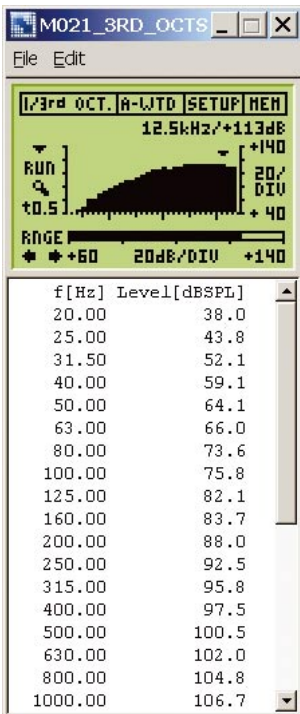 M021_3RD_OCTS
File Edit
1/3rd OCT. A-WTD SETUP MEM
12.5kHz/+113dB
+140
RUN
20/
DIV
t0.5
+ 40
RNGE
+60 20dB/DIV +140
f[Hz] Level[dBSPL]
20.00 38.0
25.00 43.8
31.50 52.1
40.00 59.1
50.00 64.1
63.00 66.0
80.00 73.6
100.00 75.8
125.00 82.1
160.00 83.7
200.00 88.0
250.00 92.5
315.00 95.8
400.00 97.5
500.00 100.5
630.00 102.0
800.00 104.8
1000.00 106.7